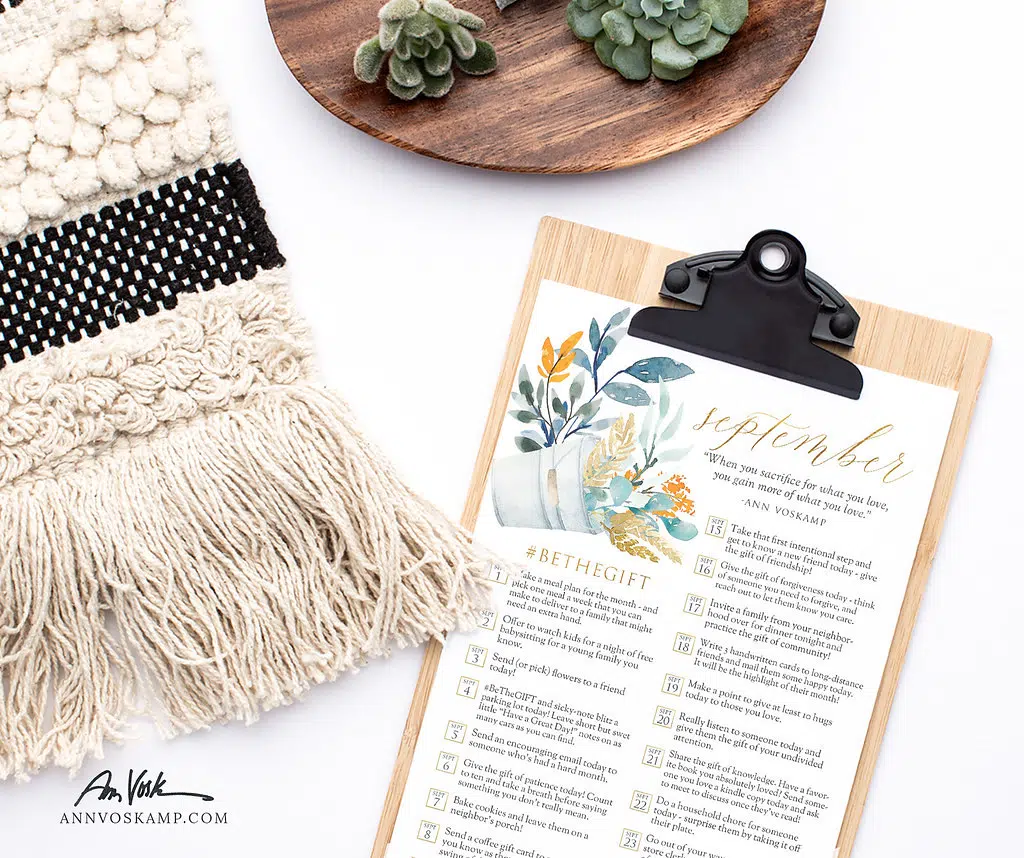 september
"When you sacrifice for what you love,
you gain more of what you love."
-ANN VOSKAMP
#BETHEGIFT
SEPT 1
ake a meal plan for the month - and
pick one meal a week that you can
make to deliver to a family that might
need an extra hand.
SEPT 2
Offer to watch kids for a night of free
babysitting for a young family you
know.
SEPT 3
Send (or pick) flowers to a friend
today!
SEPT 4
#BeTheGIFT and sicky-note blitz a
parking lot today! Leave short but swet
little "Have a Great Day!" notes on as
many cars as you can find.
SEPT 5
Send an encouraging email today to
someone who's had a hard month.
SEPT 6
Give the gift of patience today! Count
to ten and take a breath before saying
something you don't really mean.
SEPT 7
Bake cookies and leave them on a
neighbor's porch!
SEPT 8
Send a coffee gift card to
you know as
swing of
SEPT 15
Take that first intentional step and
get to know a new friend today - give
the gift of friendship!
SEPT 16
Give the gift of forgiveness today - think
of someone you need to forgive, and
reach out to let them know you care.
SEPT 17
Invite a family from your neighbor-
hood over for dinner tonight and
practice the gift of community!
SEPT 18
Write 3 handwritten cards to long-distance
friends and mail them some happy today.
It will be the highlight of their month!
SEPT 19
Make a point to give at least 10 hugs
today to those you love.
SEPT 20
Really listen to someone today and
give them the gift of your undivided
attention.
SEPT 21
Share the gift of knowledge. Have a favor-
ite book you absolutely loved? Send some-
one you love a kindle copy today and ask
to meet to discuss once they've read!
SEPT 22
Do a household chore for someone
today - surprise them by taking it off
their plate.
SEPT 23
Go out of your
store
Ann Vosk
ANNVOSKAMP.COM